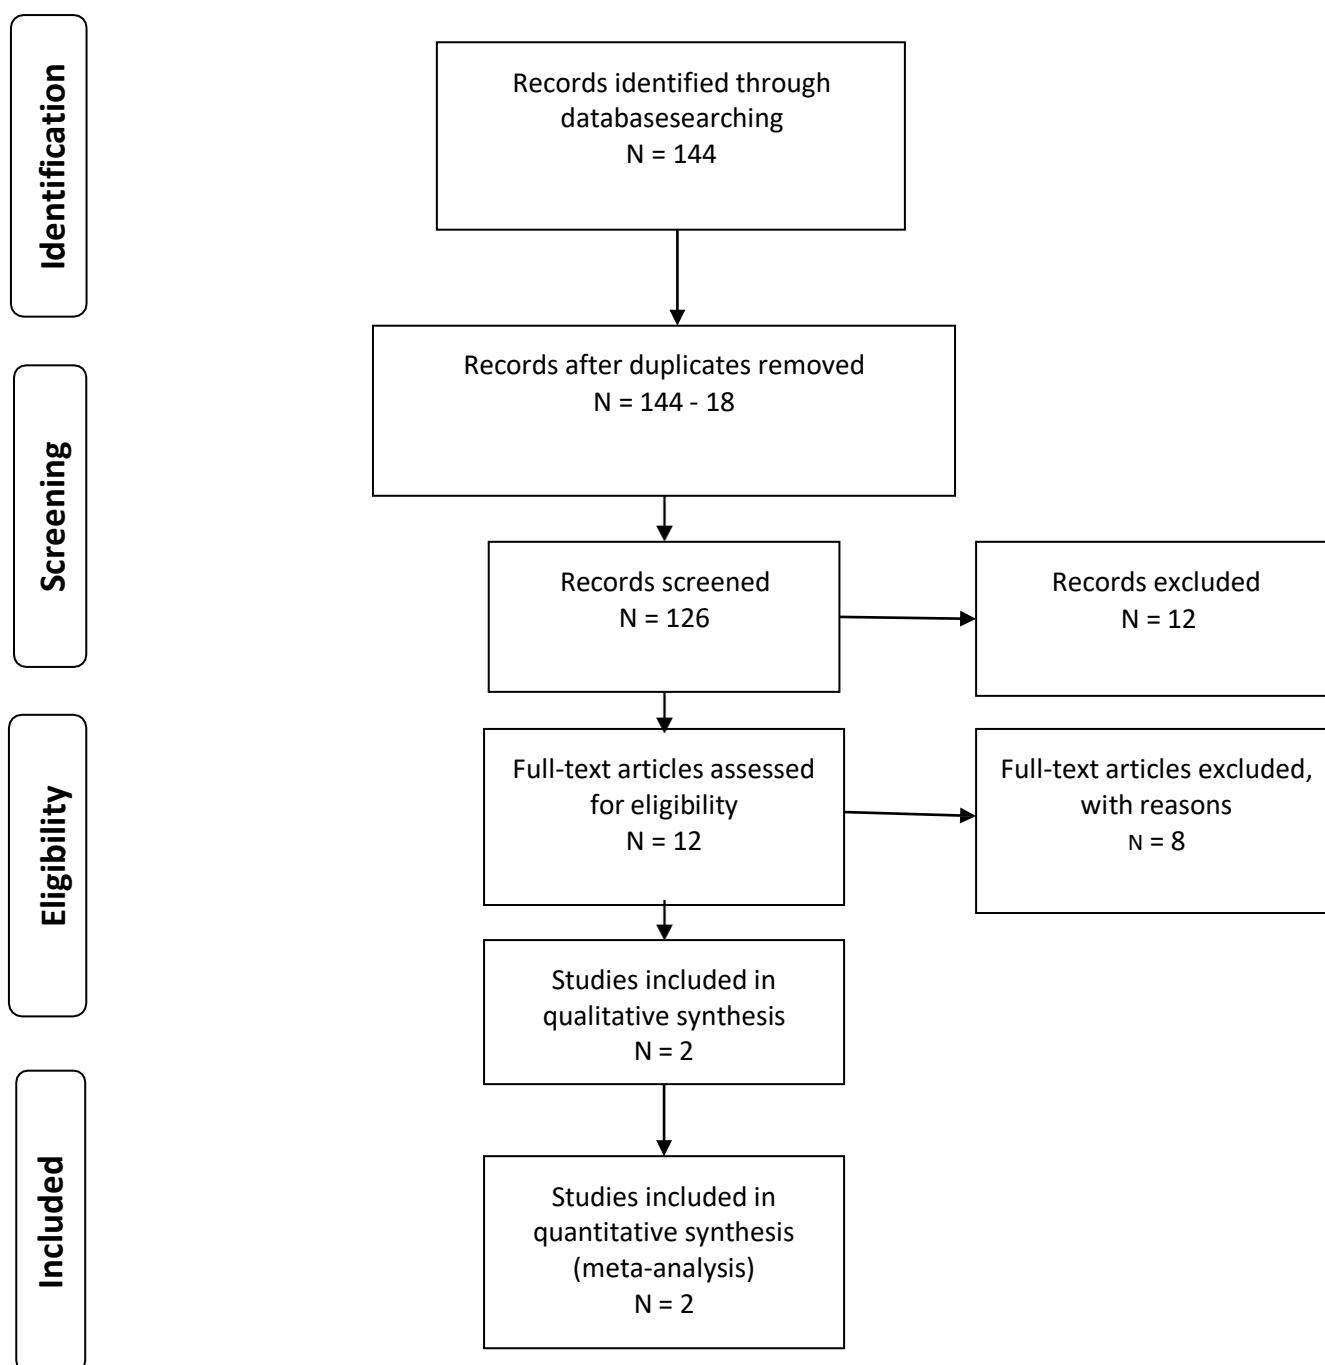 Identification
Records identified through
databasesearching
N = 144
Records after duplicates removed
N = 144 - 18
Screening
Records screened
N = 126
Records excluded
N = 12
Eligibility
Full-text articles assessed
for eligibility
N = 12
Full-text articles excluded,
with reasons
N = 8
Studies included in
qualitative synthesis
N = 2
Included
Studies included in
quantitative synthesis
(meta-analysis)
N = 2